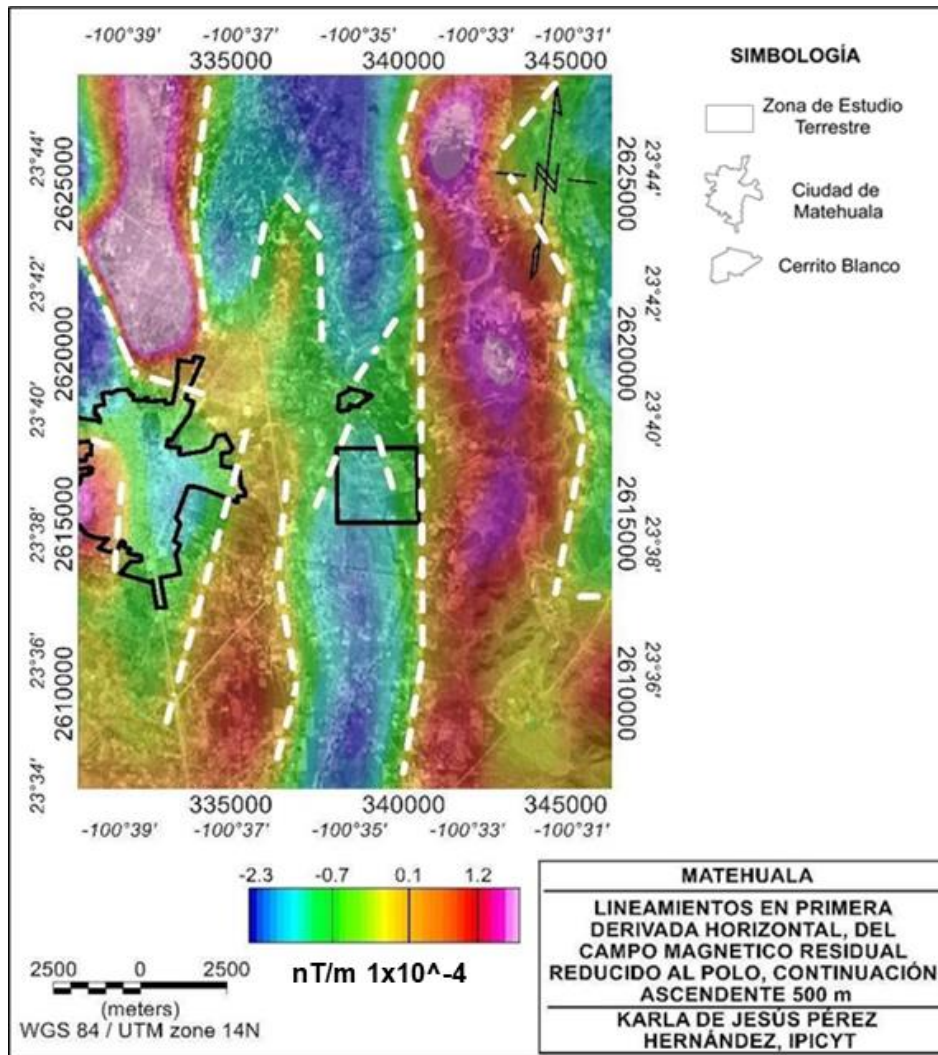 -100°39' -100°37' -100°35' -100°33' -100°31'
335000 340000 345000
SIMBOLOGÍA
Zona de Estudio
Terrestre
Ciudad de
Matehuala
Cerrito Blanco
23°44'
2625000
23°42'
2620000
23°40'
2615000
23°38'
23°36'
2610000
23°34'
2625000
23°44'
23°42'
2620000
23°40'
2615000
23°38'
23°36'
2610000
N
335000 340000 345000
-100°39' -100°37' -100°35' -100°33' -100°31'
-2.3 -0.7 0.1 1.2
nT/m 1x10^-4
2500 0 2500
(meters)
WGS 84 / UTM zone 14N
MATEHUALA
LINEAMIENTOS EN PRIMERA
DERIVADA HORIZONTAL, DEL
CAMPO MAGNETICO RESIDUAL
REDUCIDO AL POLO, CONTINUACIÓN
ASCENDENTE 500 m
KARLA DE JESÚS PÉREZ
HERNÁNDEZ, IPICYT